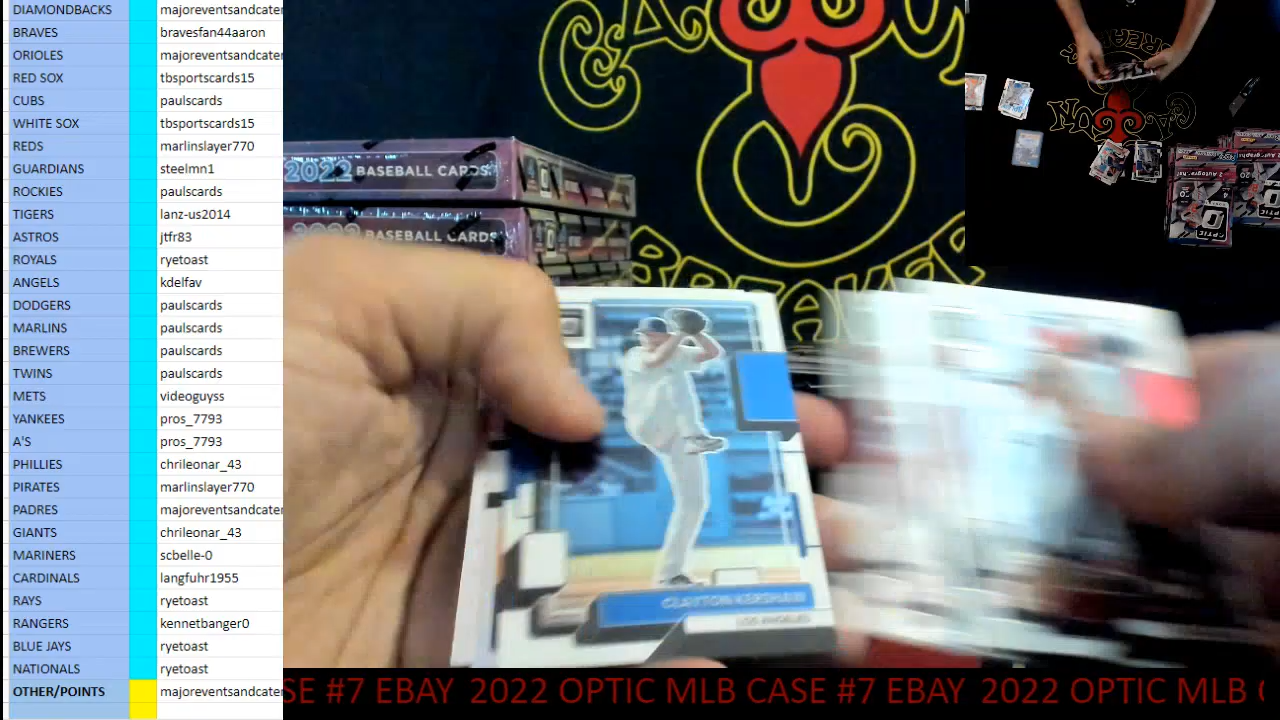 DIAMONDBACKS majoreventsandcater
BRAVES bravesfan44aaron
ORIOLES majoreventsandcater
RED SOX tbsportscards15
CUBS paulscards
WHITE SOX tbsportscards15
REDS marlinslayer770
GUARDIANS steelmn1
ROCKIES paulscards
TIGERS lanz-us2014
ASTROS jtfr83
ROYALS ryetoast
ANGELS kdelfav
DODGERS paulscards
MARLINS paulscards
BREWERS paulscards
TWINS paulscards
METS videoguyss
YANKEES pros_7793
A'S pros_7793
PHILLIES chrileonar_43
PIRATES marlinslayer770
PADRES majoreventsandcater
GIANTS chrileonar_43
MARINERS scbelle-0
CARDINALS langfuhr1955
RAYS ryetoast
RANGERS kennetbanger0
BLUE JAYS ryetoast
NATIONALS ryetoast
OTHER/POINTS majoreventsandcater
2022 BASEBALL CARDS
2022 BASEBALL CARDS
BREAKER
CLAYTON KERSHAW
LOS ANGELES
OPTIC
SE #7 EBAY 2022 OPTIC MLB CASE #7 EBAY 2022 OPTIC MLB